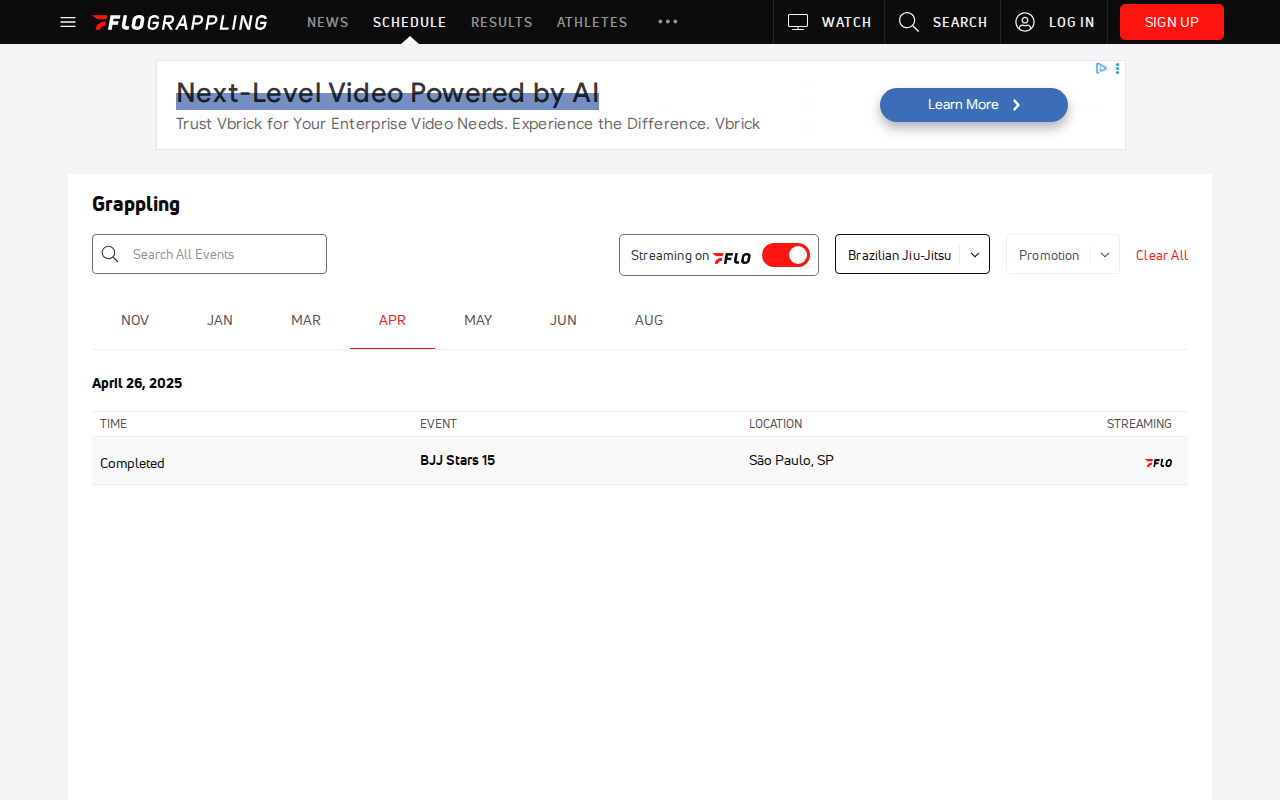 FLOGRAPPLING NEWS SCHEDULE RESULTS ATHLETES WATCH SEARCH LOG IN SIGN UP
Next-Level Video Powered by AI
Trust Vbrick for Your Enterprise Video Needs. Experience the Difference. Vbrick
Learn More
Grappling
Search All Events
Streaming on FLO
Brazilian Jiu-Jitsu
Promotion
Clear All
NOV JAN MAR APR MAY JUN AUG
April 26, 2025
TIME EVENT LOCATION STREAMING
Completed BJJ Stars 15 São Paulo, SP FLO